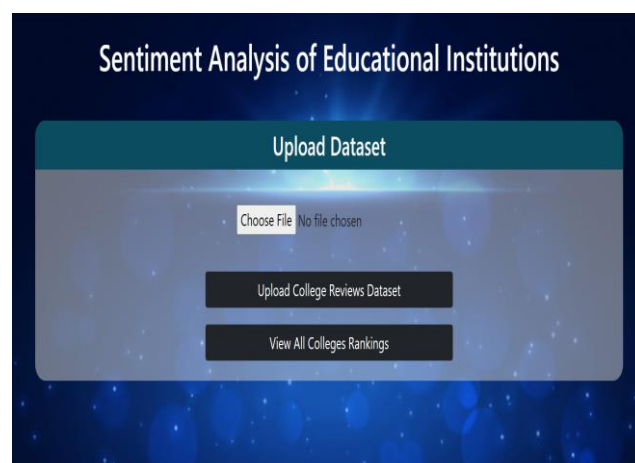 Sentiment Analysis of Educational Institutions
Upload Dataset
Choose File No file chosen
Upload College Reviews Dataset
View All Colleges Rankings